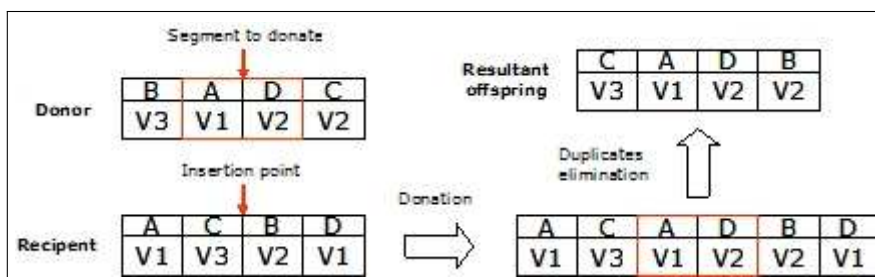 Segment to donate
Donor
B A D C
V3 V1 V2 V2
Insertion point
Recipent
A C B D
V1 V3 V2 V1
Donation
A C A D B D
V1 V3 V1 V2 V2 V1
Duplicates
elimination
Resultant
offspring
C A D B
V3 V1 V2 V2